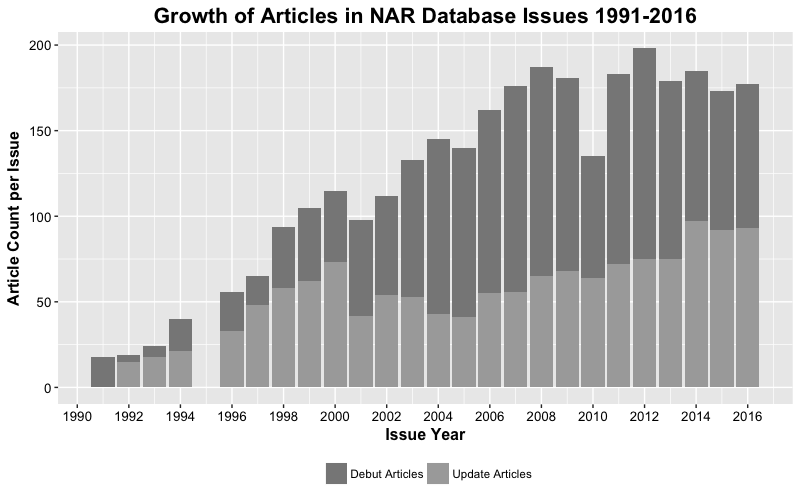 Growth of Articles in NAR Database Issues 1991-2016
Article Count per Issue
200
150
100
50
0
1990 1992 1994 1996 1998 2000 2002 2004 2006 2008 2010 2012 2014 2016
Issue Year
Debut Articles Update Articles